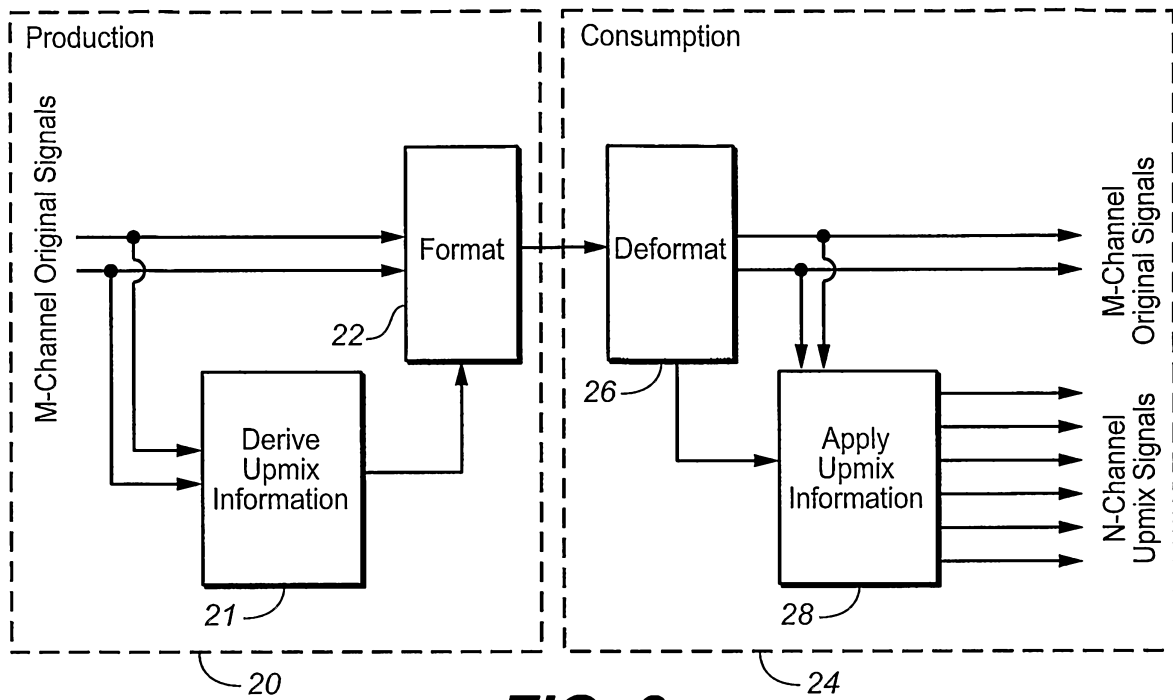 Production
Consumption
M-Channel Original Signals
Format
22
Derive
Upmix
Information
21
20
Deformat
26
Apply
Upmix
Information
28
24
M-Channel
Original Signals
N-Channel
Upmix Signals